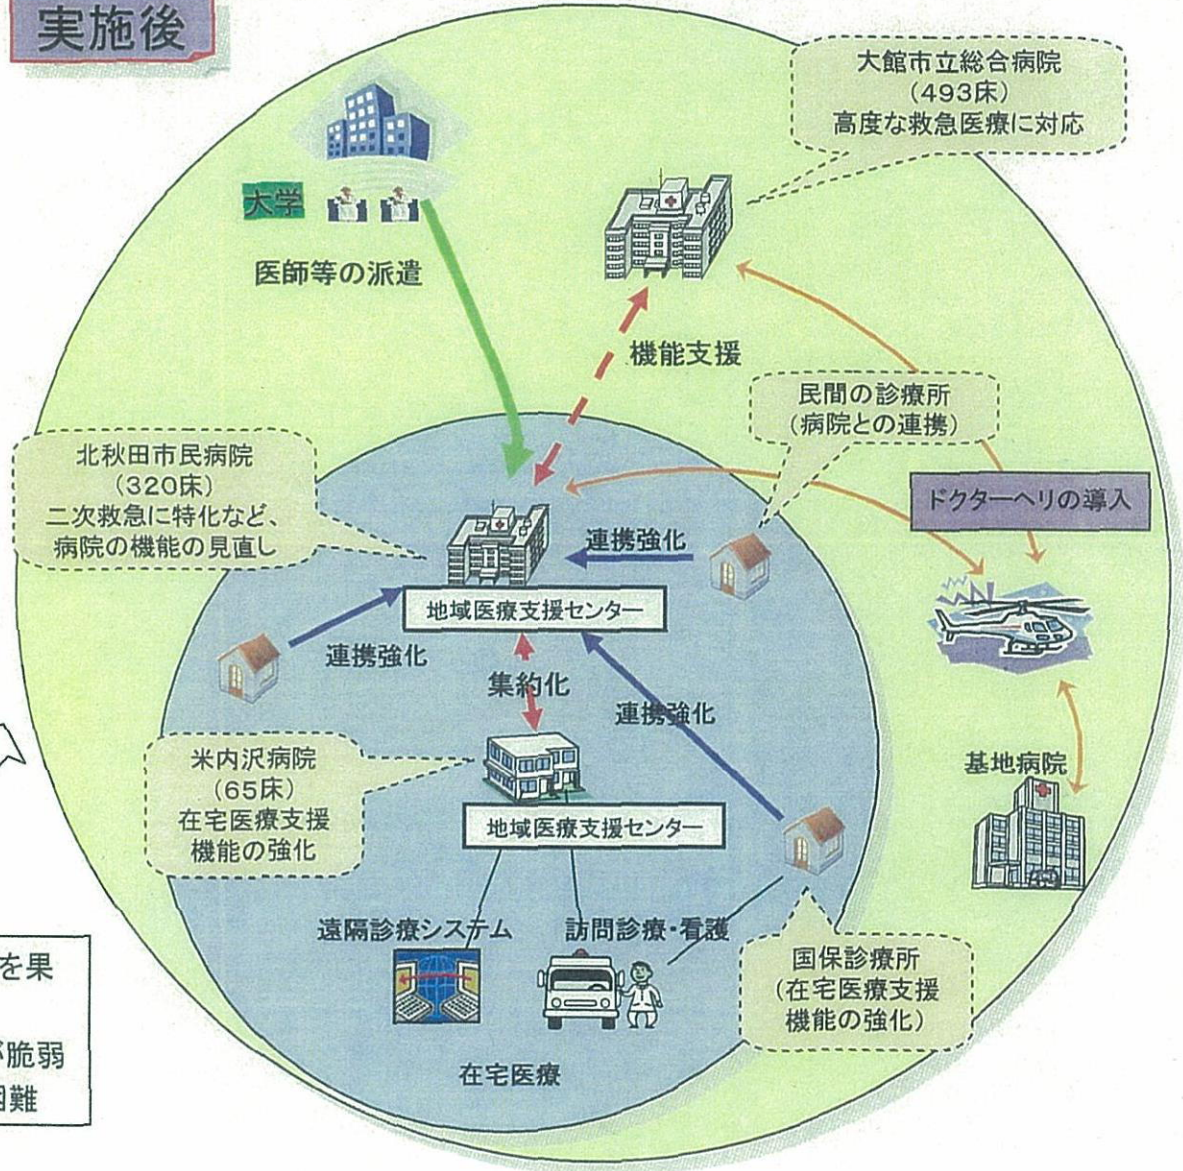 実施後
大館市立総合病院
(493床)
高度な救急医療に対応
大学
医師等の派遣
機能支援
民間の診療所
(病院との連携)
北秋田市民病院
(320床)
二次救急に特化など、
病院の機能の見直し
ドクターヘリの導入
連携強化
地域医療支援センター
連携強化
集約化
連携強化
米内沢病院
(65床)
在宅医療支援
機能の強化
基地病院
地域医療支援センター
遠隔診療システム
訪問診療・看護
国保診療所
(在宅医療支援
機能の強化)
在宅医療
を果
が脆弱
困難